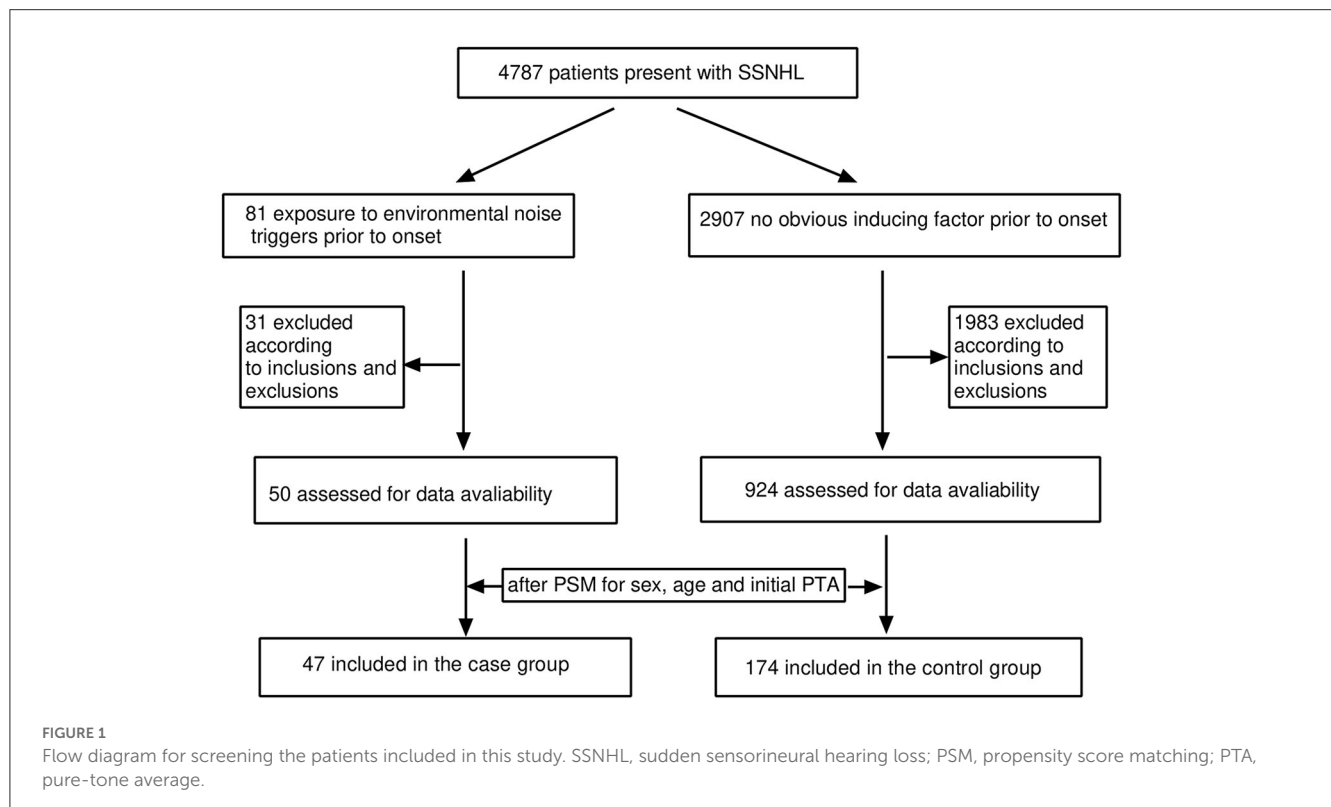 4787 patients present with SSNHL
81 exposure to environmental noise
triggers prior to onset
2907 no obvious inducing factor prior to onset
31 excluded
according
to inclusions and
exclusions
1983 excluded
according to
inclusions and
exclusions
50 assessed for data avaliability
924 assessed for data avaliability
after PSM for sex, age and initial PTA
47 included in the case group
174 included in the control group
FIGURE 1
Flow diagram for screening the patients included in this study. SSNHL, sudden sensorineural hearing loss; PSM, propensity score matching; PTA,
pure-tone average.